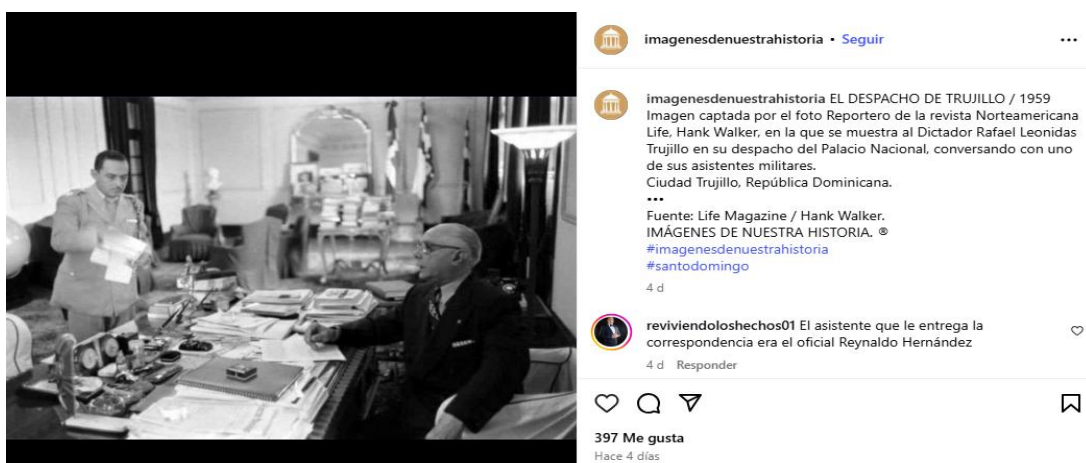 imagenesdenuestrahistoria • Seguir
imagenesdenuestrahistoria EL DESPACHO DE TRUJILLO / 1959
Imagen captada por el foto Reportero de la revista Norteamericana
Life, Hank Walker, en la que se muestra al Dictador Rafael Leonidas
Trujillo en su despacho del Palacio Nacional, conversando con uno
de sus asistentes militares.
Ciudad Trujillo, República Dominicana.
•••
Fuente: Life Magazine / Hank Walker.
IMÁGENES DE NUESTRA HISTORIA. ®
#imagenesdenuestrahistoria
#santodomingo
4 d
reviviendoloshechos01 El asistente que le entrega la
correspondencia era el oficial Reynaldo Hernández
4 d Responder
397 Me gusta
Hace 4 días